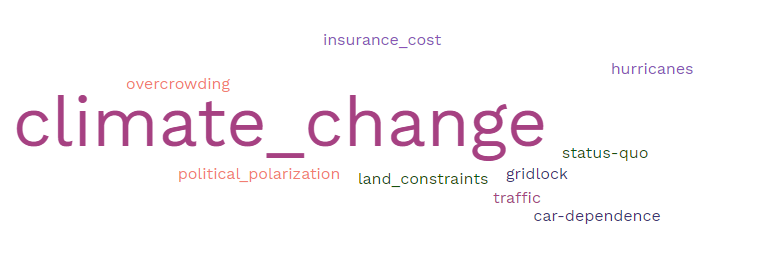 insurance_cost
hurricanes
overcrowding
climate_change
status-quo
political_polarization
land_constraints
gridlock
traffic
car-dependence